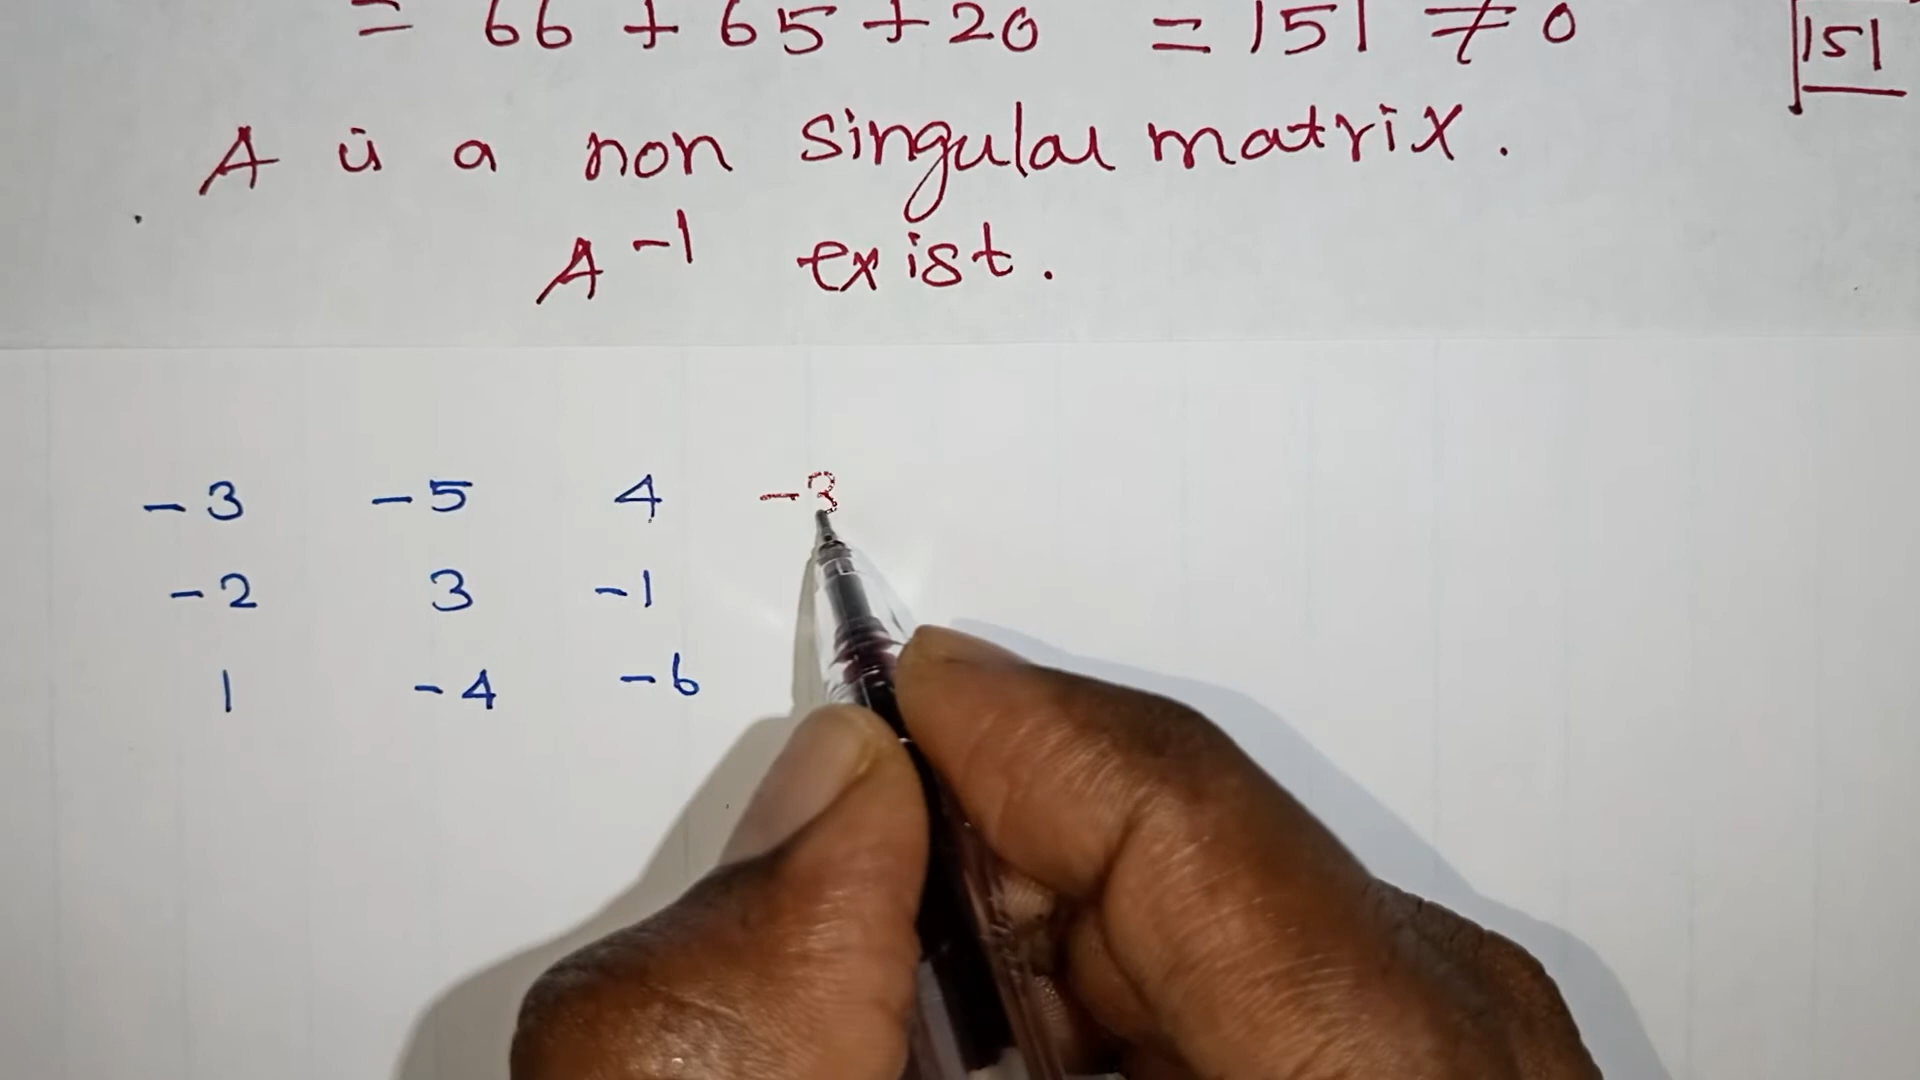 = 66 + 65 + 20 = 151 ≠ 0
151
A is a non singular matrix.
A⁻¹ exist.
-3 -5 4 -3
-2 3 -1
1 -4 -6